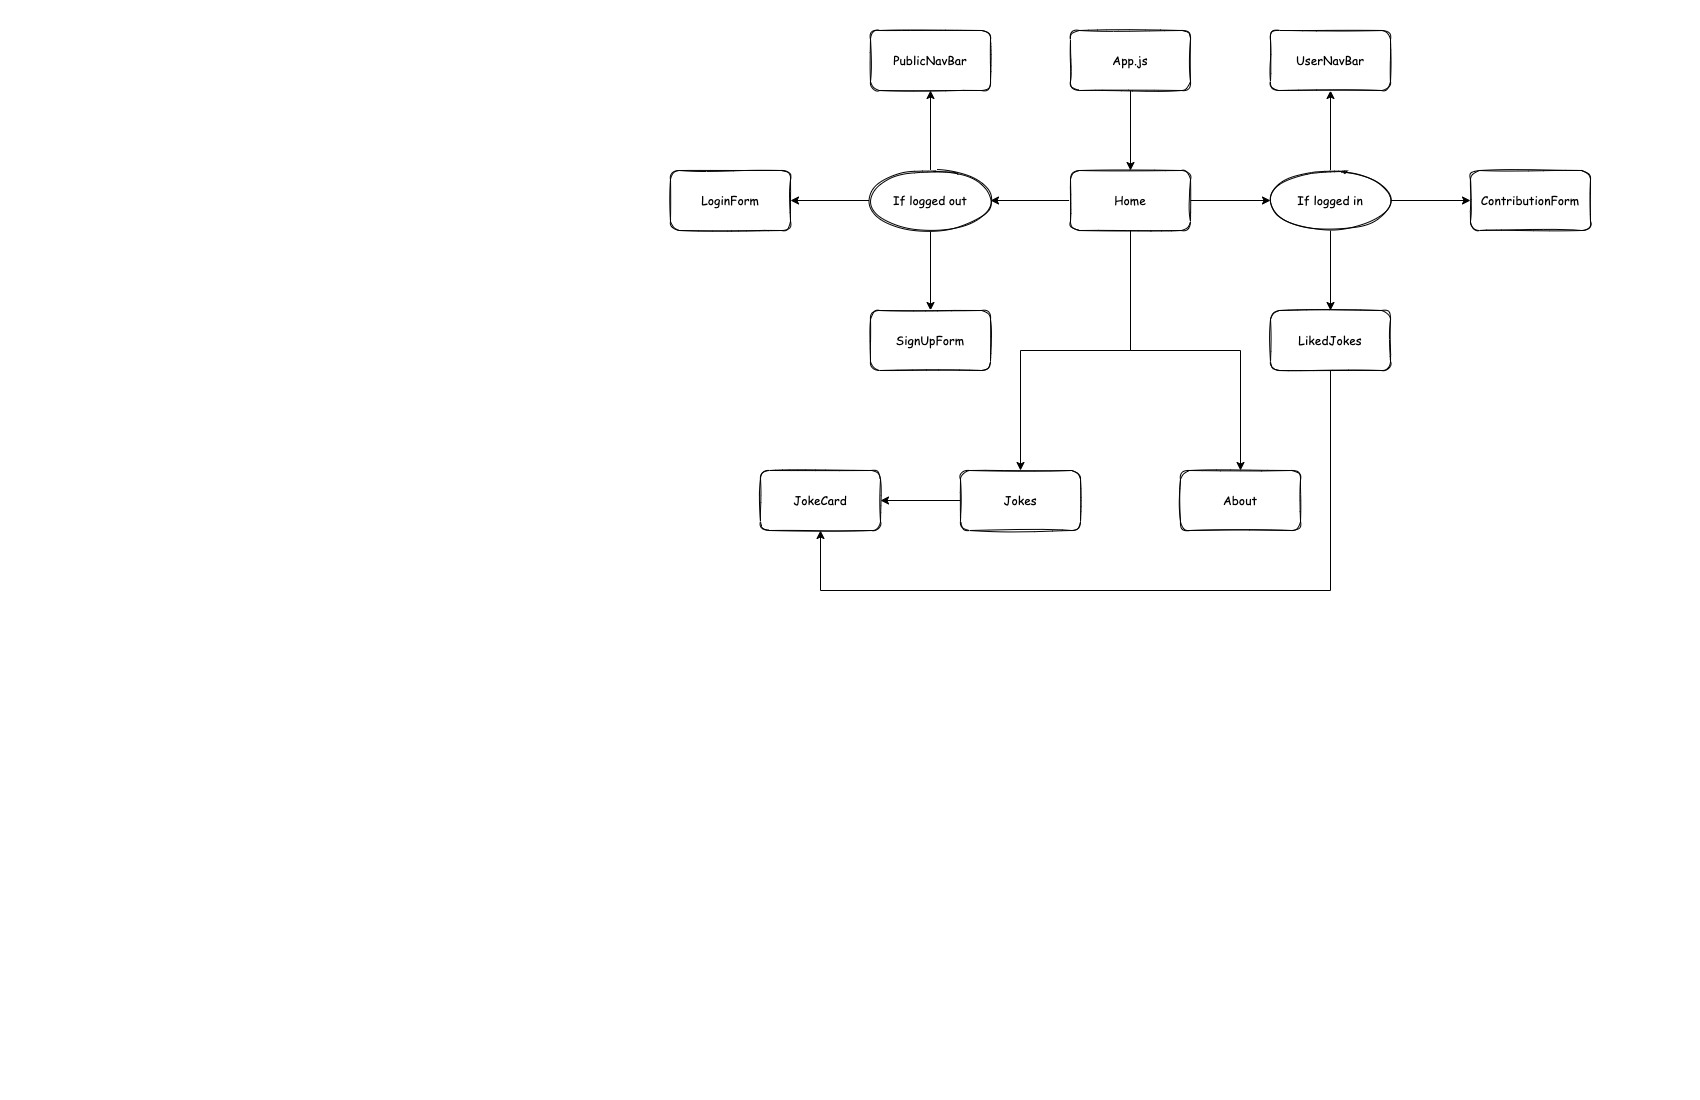 PublicNavBar
App.js
UserNavBar
LoginForm
If logged out
Home
If logged in
ContributionForm
SignUpForm
LikedJokes
JokeCard
Jokes
About